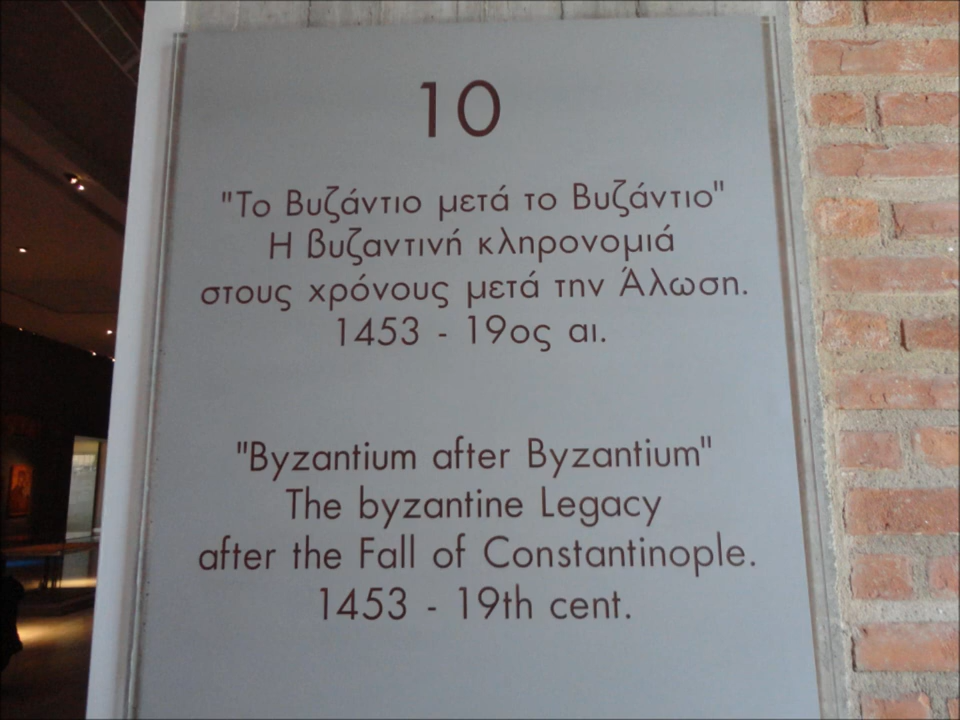 10
"Το Βυζάντιο μετά το Βυζάντιο"
Η βυζαντινή κληρονομιά
στους χρόνους μετά την Άλωση.
1453 - 19ος αι.
"Byzantium after Byzantium"
The byzantine Legacy
after the Fall of Constantinople.
1453 - 19th cent.